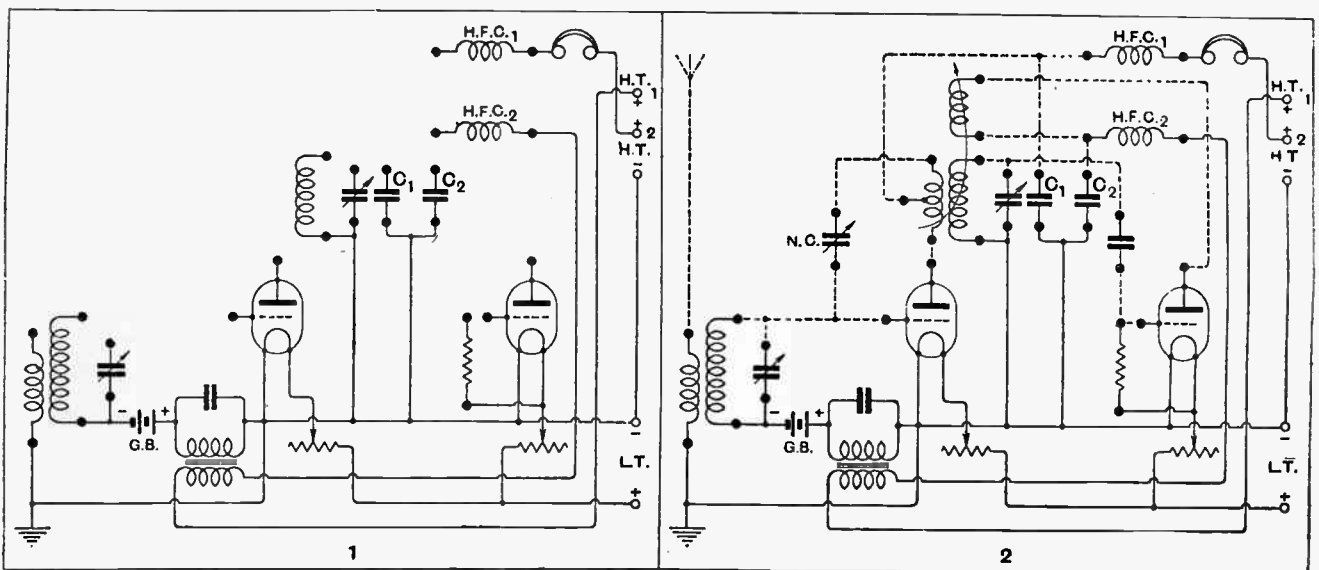 H.F.C.1
H.T.
1
+
+
2
H.T.
-
H.F.C.2
C1
C2
- +
G.B.
-
L.T.
+
1
H.F.C.1
H.T.
1
+
+
2
H.T
-
H.F.C.2
C1
C2
N.C.
- +
G.B.
-
L.T.
+
2